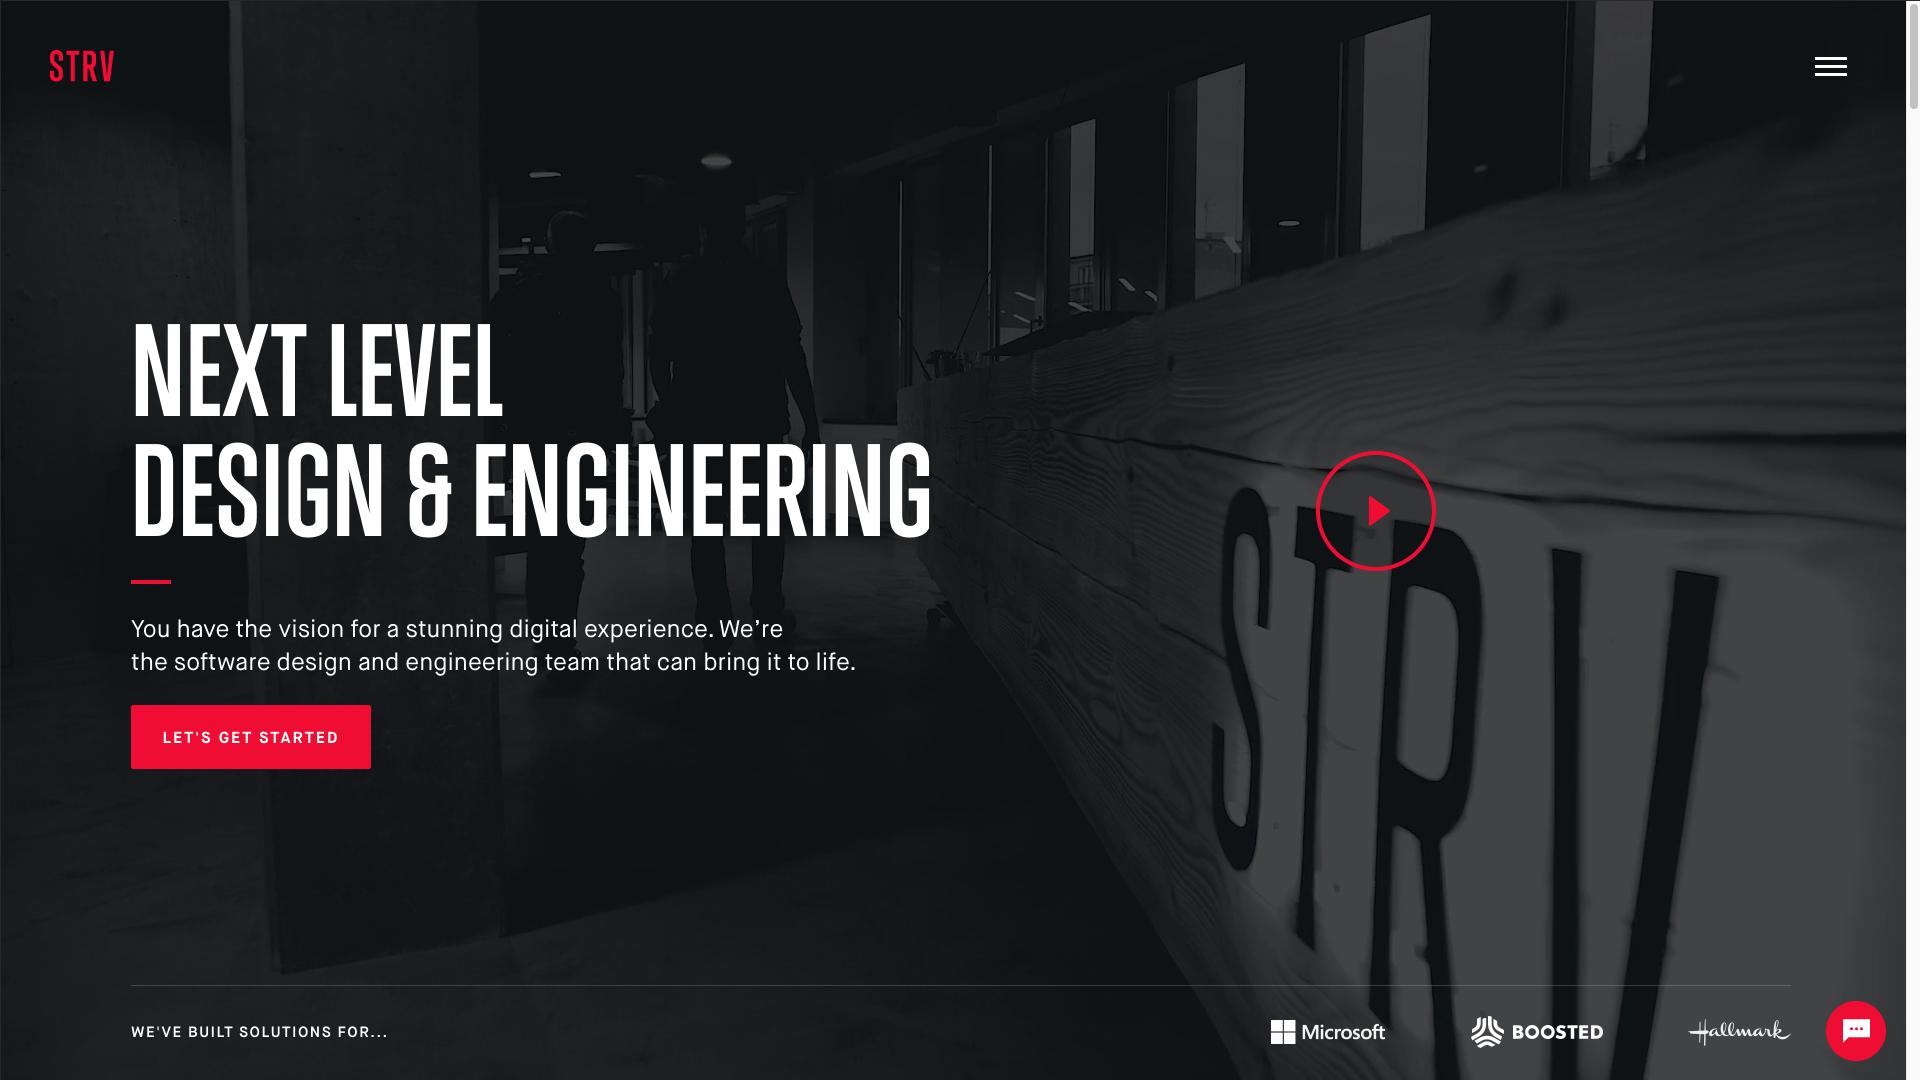 STRV
NEXT LEVEL
DESIGN & ENGINEERING
You have the vision for a stunning digital experience. We’re
the software design and engineering team that can bring it to life.
LET'S GET STARTED
STRV
WE'VE BUILT SOLUTIONS FOR...
Microsoft
BOOSTED
Hallmark